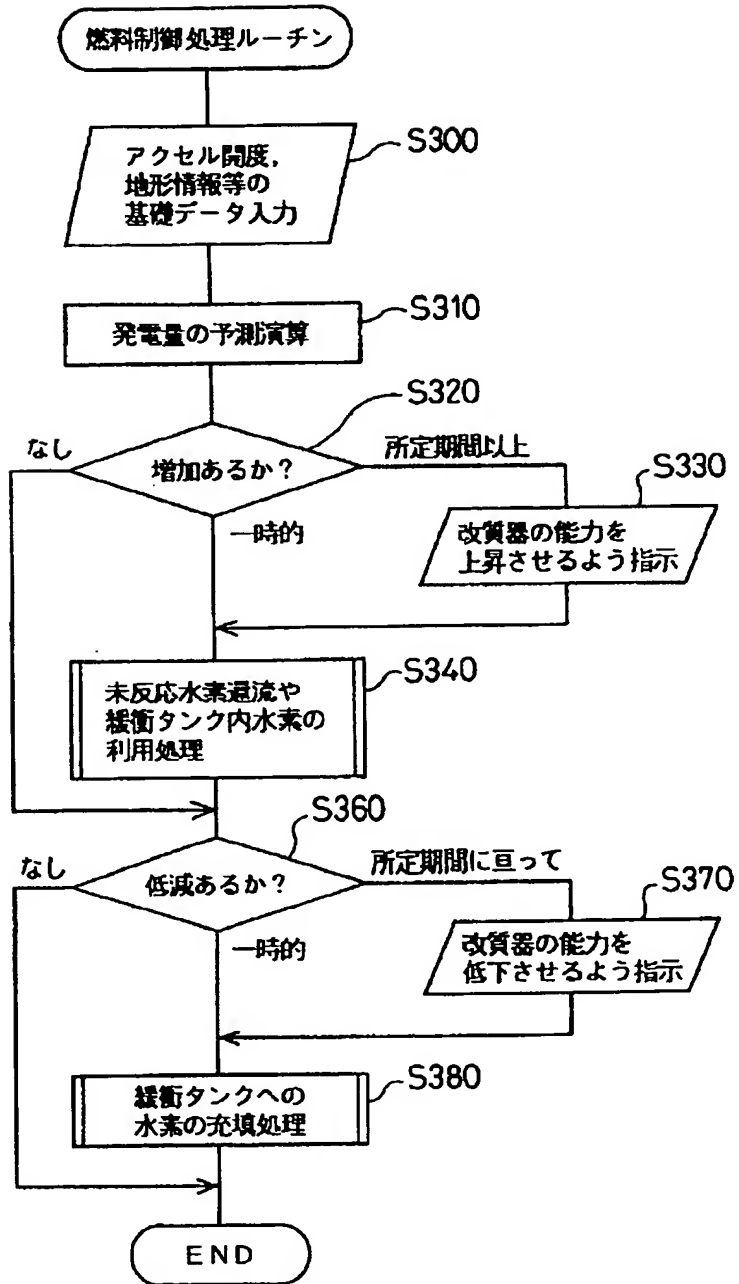 燃料制御処理ルーチン
S300
アクセル開度,
地形情報等の
基礎データ入力
S310
発電量の予測演算
S320
なし
増加あるか?
所定期間以上
一時的
S330
改質器の能力を
上昇させるよう指示
S340
未反応水素還流や
緩衝タンク内水素の
利用処理
S360
なし
低減あるか?
所定期間に亘って
一時的
S370
改質器の能力を
低下させるよう指示
S380
緩衝タンクへの
水素の充填処理
END